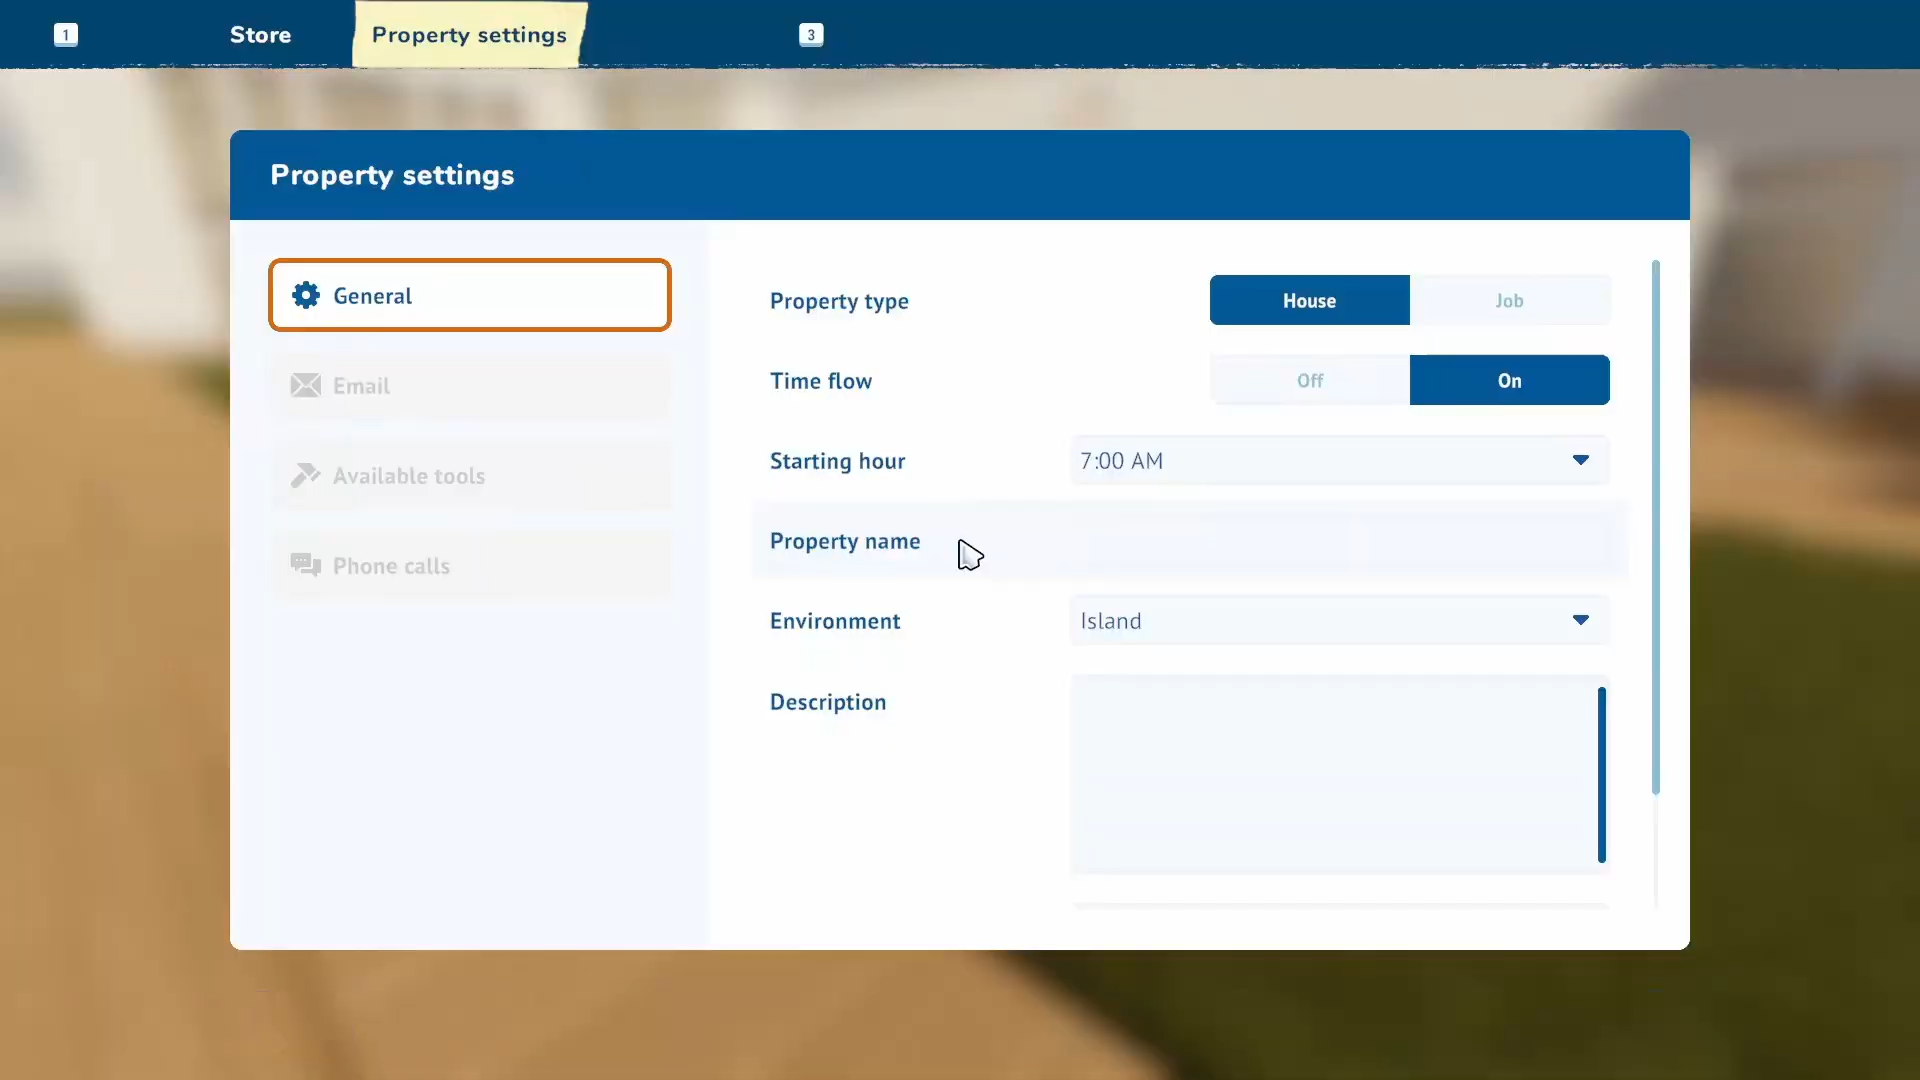 1
Store
Property settings
3
Property settings
General
Email
Available tools
Phone calls
Property type
House
Job
Time flow
Off
On
Starting hour
7:00 AM
Property name
Environment
Island
Description